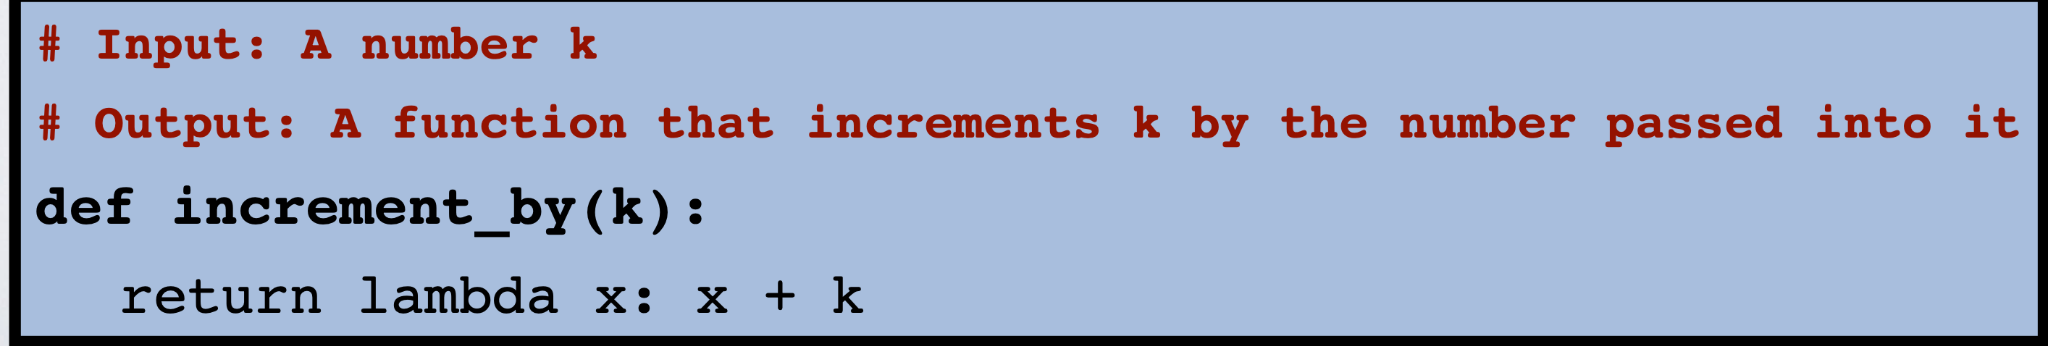 # Input: A number k
# Output: A function that increments k by the number passed into it
def increment_by(k):
   return lambda x: x + k